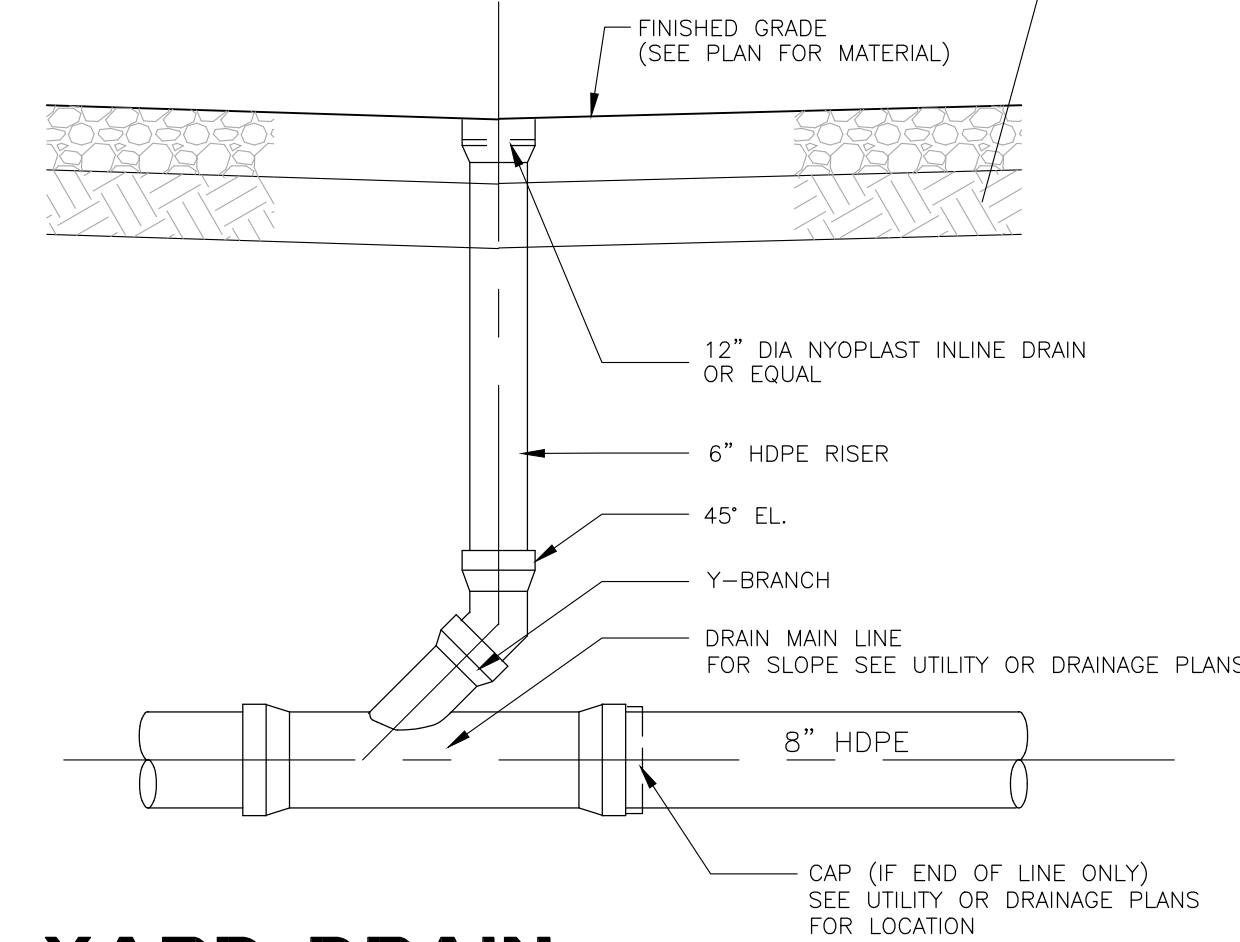 FINISHED GRADE
(SEE PLAN FOR MATERIAL)
12” DIA NYOPLAST INLINE DRAIN
OR EQUAL
6” HDPE RISER
45° EL.
Y-BRANCH
DRAIN MAIN LINE
FOR SLOPE SEE UTILITY OR DRAINAGE PLANS
8” HDPE
CAP (IF END OF LINE ONLY)
SEE UTILITY OR DRAINAGE PLANS
FOR LOCATION
YARD DRAIN